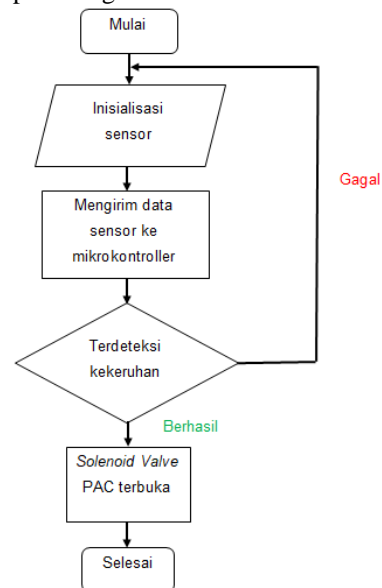 Mulai
Inisialisasi
sensor
Gagal
Mengirim data
sensor ke
mikrokontroller
Terdeteksi
kekeruhan
Berhasil
Solenoid Valve
PAC terbuka
Selesai